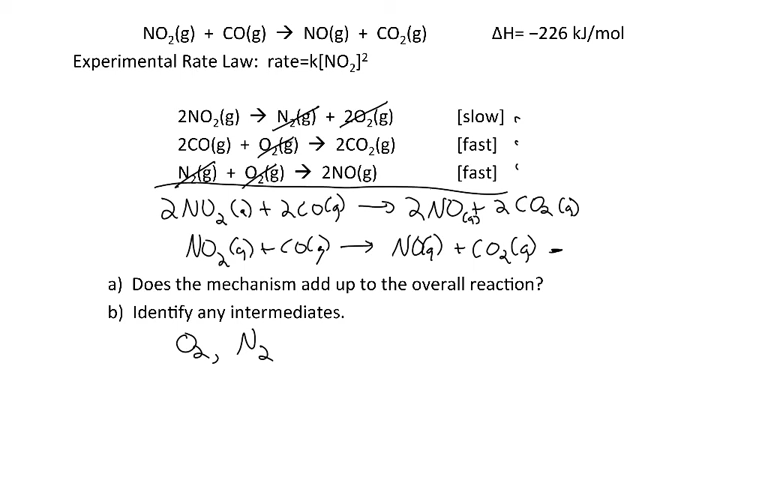 NO₂(g) + CO(g) → NO(g) + CO₂(g) ΔH= −226 kJ/mol
Experimental Rate Law: rate=k[NO₂]²
2NO₂(g) → N₂(g) + 2O₂(g) [slow]
2CO(g) + O₂(g) → 2CO₂(g) [fast]
N₂(g) + O₂(g) → 2NO(g) [fast]
2NO₂(g) + 2CO(g) → 2NO(g) + 2CO₂(g)
NO₂(g) + CO(g) → NO(g) + CO₂(g)
a) Does the mechanism add up to the overall reaction?
b) Identify any intermediates.
O₂, N₂